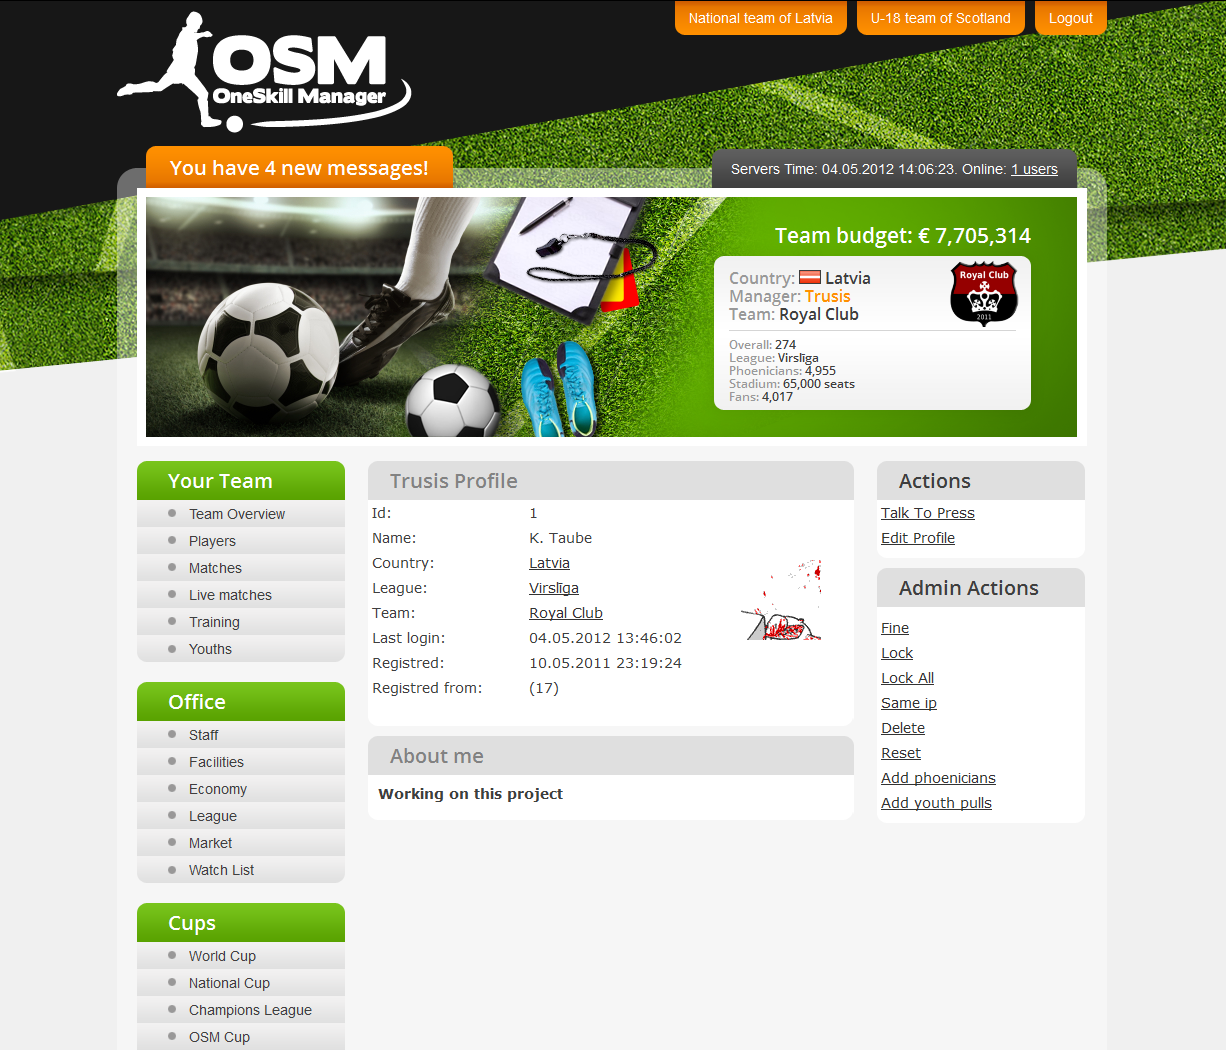 National team of Latvia
U-18 team of Scotland
Logout
OSM
OneSkill Manager
You have 4 new messages!
Servers Time: 04.05.2012 14:06:23. Online: 1 users
Team budget: € 7,705,314
Country: Latvia
Manager: Trusis
Team: Royal Club
Royal Club
2011
Overall: 274
League: Virslīga
Phoenicians: 4,955
Stadium: 65,000 seats
Fans: 4,017
Your Team
Team Overview
Players
Matches
Live matches
Training
Youths
Office
Staff
Facilities
Economy
League
Market
Watch List
Cups
World Cup
National Cup
Champions League
OSM Cup
Trusis Profile
Id: 1
Name: K. Taube
Country: Latvia
League: Virslīga
Team: Royal Club
Last login: 04.05.2012 13:46:02
Registred: 10.05.2011 23:19:24
Registred from: (17)
About me
Working on this project
Actions
Talk To Press
Edit Profile
Admin Actions
Fine
Lock
Lock All
Same ip
Delete
Reset
Add phoenicians
Add youth pulls